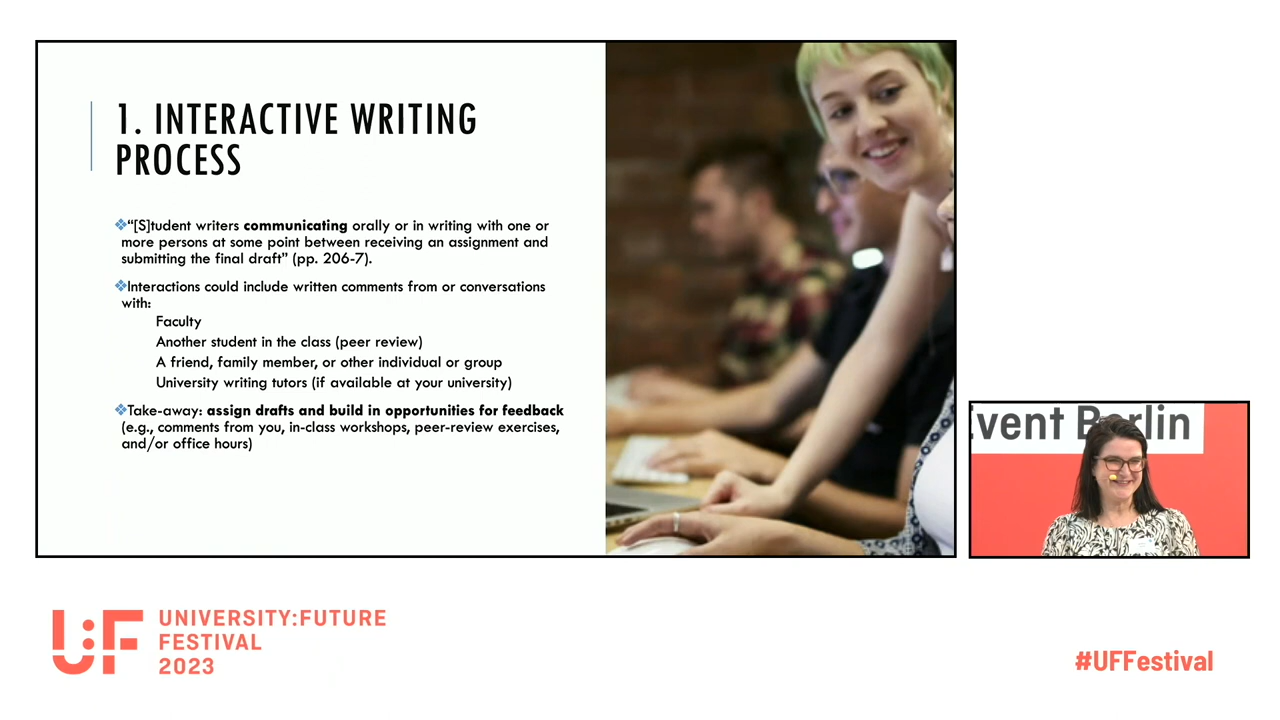 1. INTERACTIVE WRITING
PROCESS
❖“[S]tudent writers communicating orally or in writing with one or
more persons at some point between receiving an assignment and
submitting the final draft” (pp. 206-7).
❖Interactions could include written comments from or conversations
with:
Faculty
Another student in the class (peer review)
A friend, family member, or other individual or group
University writing tutors (if available at your university)
❖Take-away: assign drafts and build in opportunities for feedback
(e.g., comments from you, in-class workshops, peer-review exercises,
and/or office hours)
Event Berlin
U:F
UNIVERSITY:FUTURE
FESTIVAL
2023
#UFFestival